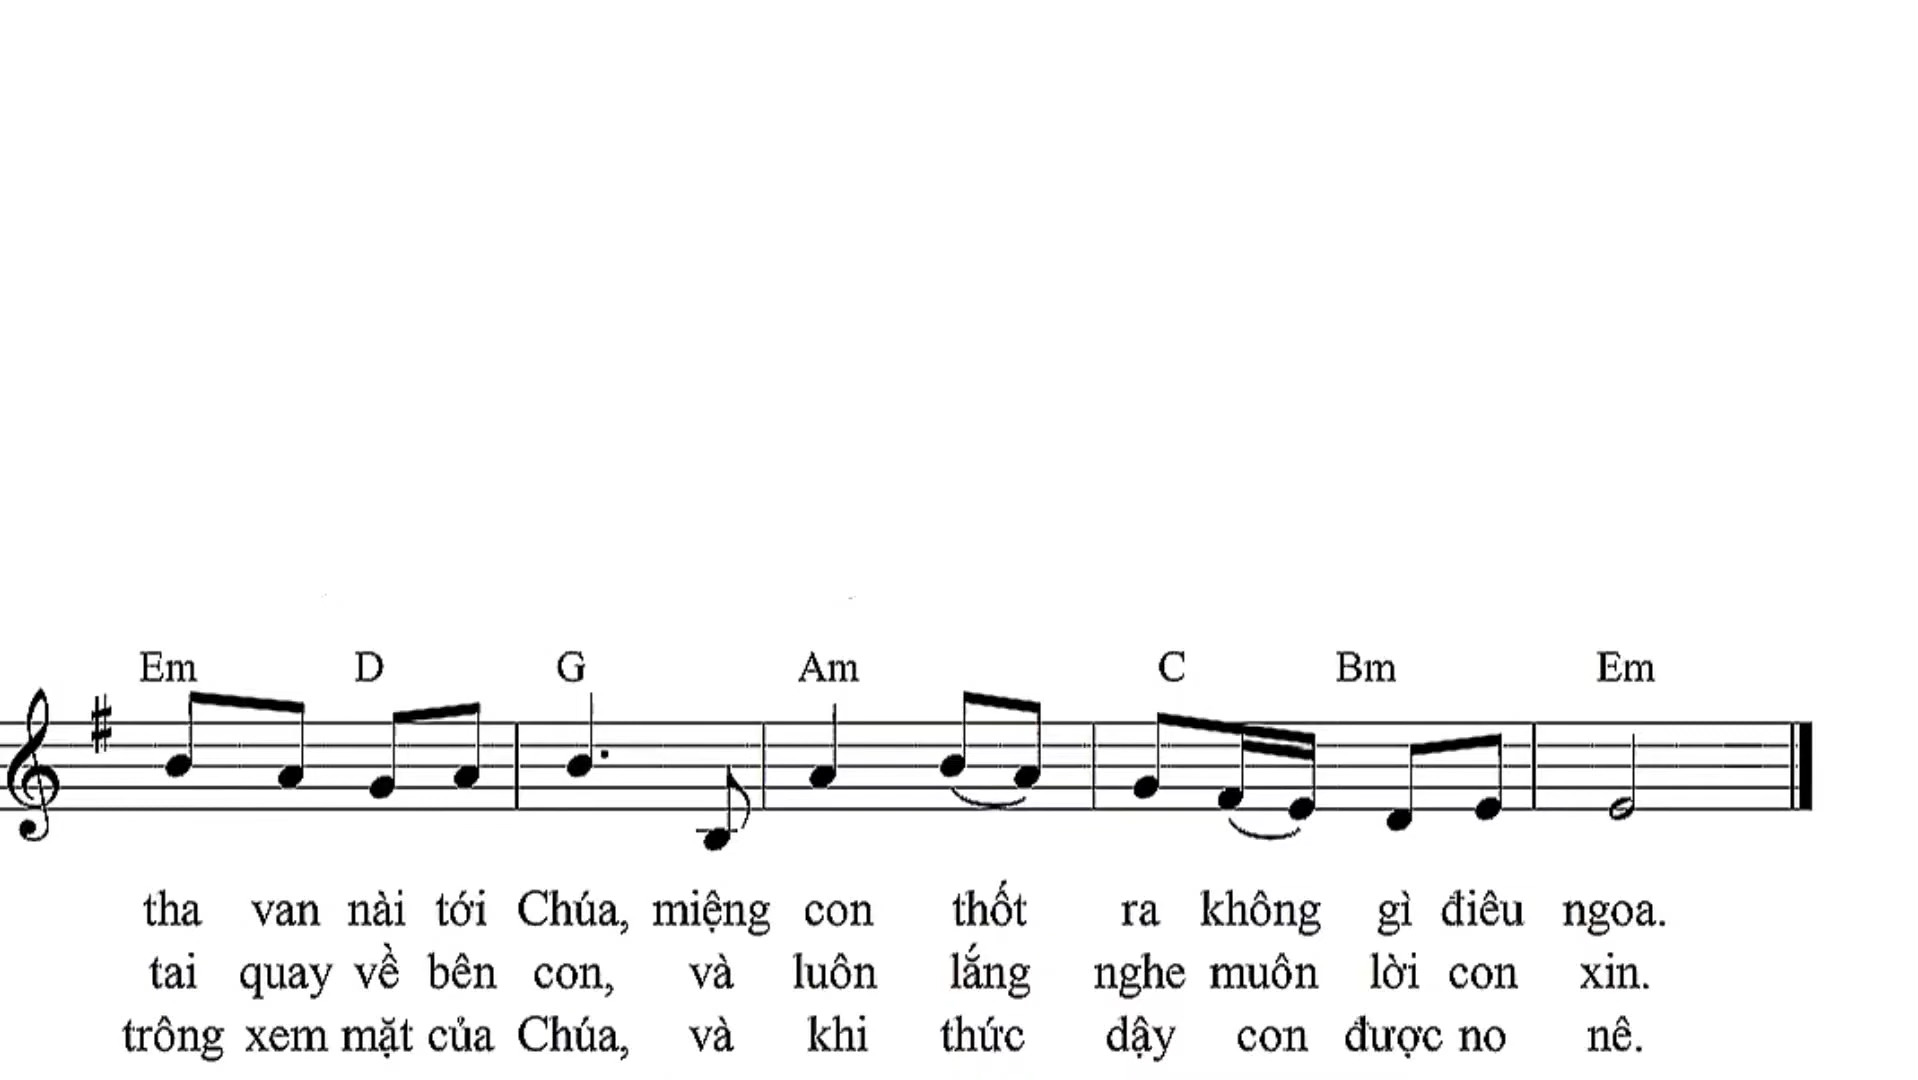 Em D G Am C Bm Em
tha van nài tới Chúa, miệng con thốt ra không gì điêu ngoa.
tai quay về bên con, và luôn lắng nghe muôn lời con xin.
trông xem mặt của Chúa, và khi thức dậy con được no nê.